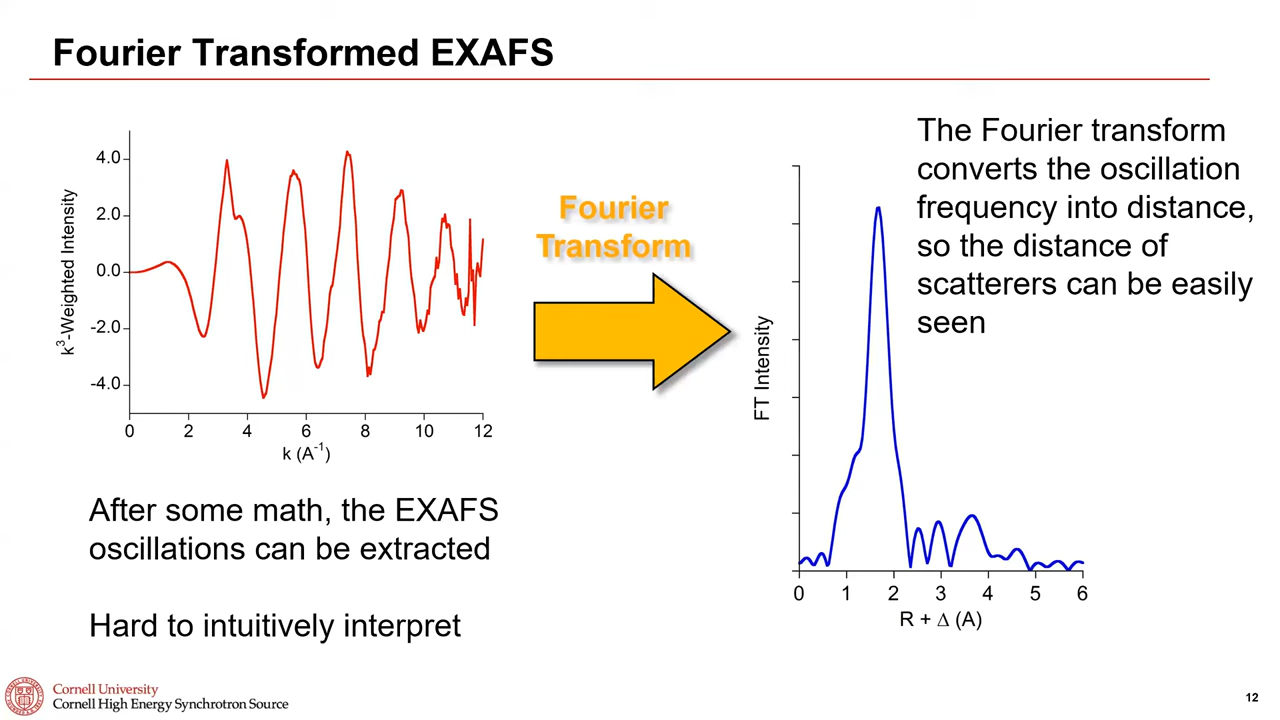 Fourier Transformed EXAFS
4.0
2.0
0.0
-2.0
-4.0
k³-Weighted Intensity
0 2 4 6 8 10 12
k (A⁻¹)
Fourier
Transform
FT Intensity
0 1 2 3 4 5 6
R + Δ (A)
The Fourier transform
converts the oscillation
frequency into distance,
so the distance of
scatterers can be easily
seen
After some math, the EXAFS
oscillations can be extracted
Hard to intuitively interpret
Cornell University
Cornell High Energy Synchrotron Source
12